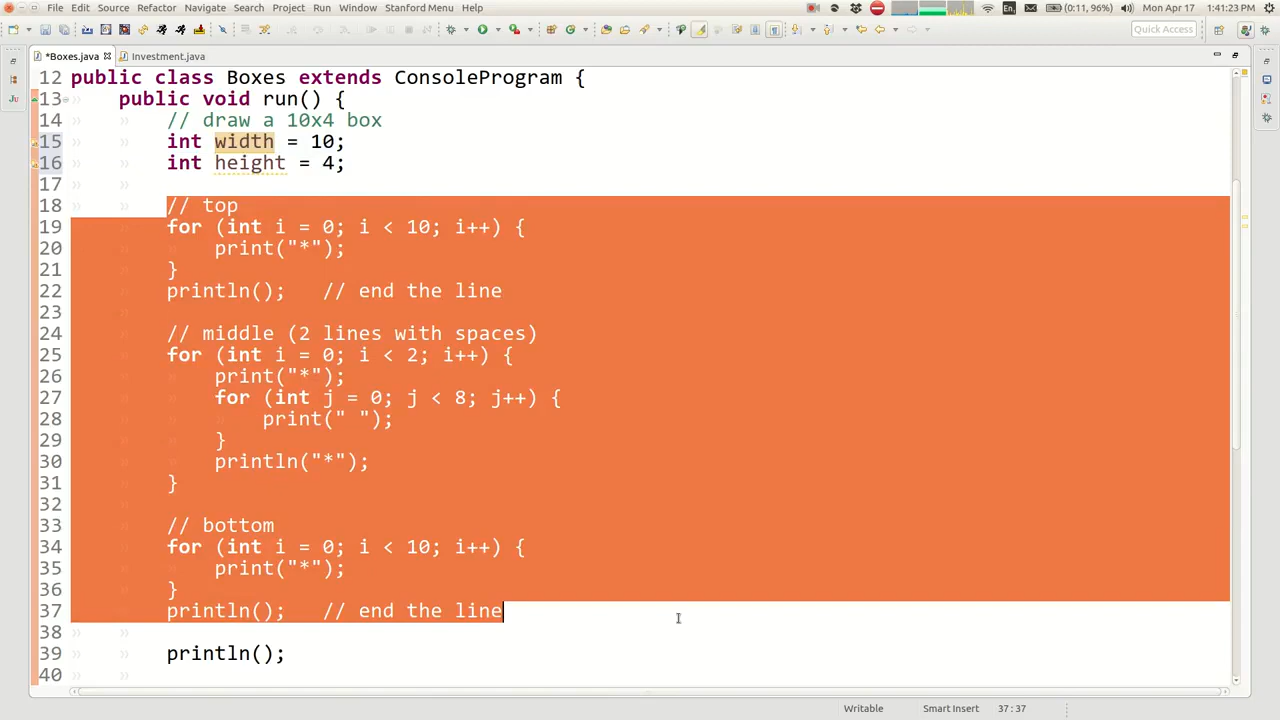 File Edit Source Refactor Navigate Search Project Run Window Stanford Menu Help
En (0:11, 96%) Mon Apr 17 1:41:23 PM
Quick Access
*Boxes.java Investment.java
12 public class Boxes extends ConsoleProgram {
13 public void run() {
14 // draw a 10x4 box
15 int width = 10;
16 int height = 4;
17
18 // top
19 for (int i = 0; i < 10; i++) {
20 print("*");
21 }
22 println(); // end the line
23
24 // middle (2 lines with spaces)
25 for (int i = 0; i < 2; i++) {
26 print("*");
27 for (int j = 0; j < 8; j++) {
28 print(" ");
29 }
30 println("*");
31 }
32
33 // bottom
34 for (int i = 0; i < 10; i++) {
35 print("*");
36 }
37 println(); // end the line
38
39 println();
40
Writable Smart Insert 37 : 37